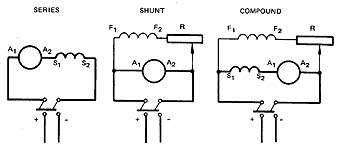 SERIES SHUNT COMPOUND
F1 F2 R F1 F2 R
A1 A2 S1 S2 A1 A2 S1 S2 A1 A2
+ - + - + -